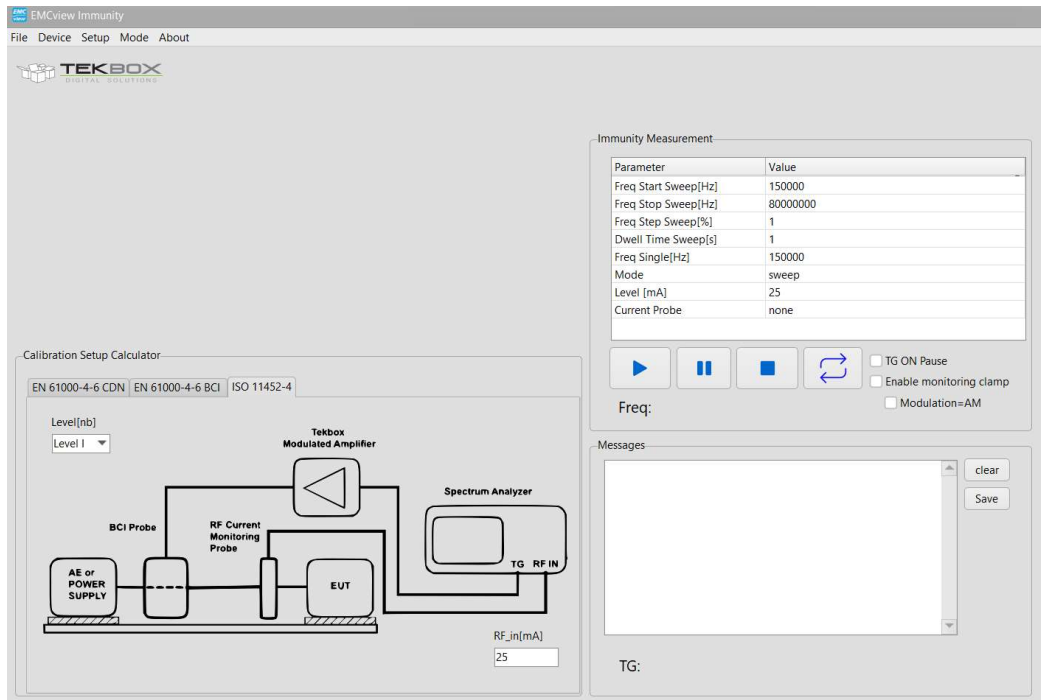 EMC view EMCview Immunity
File Device Setup Mode About
TEKBOX
DIGITAL SOLUTIONS
Immunity Measurement
Parameter Value
Freq Start Sweep[Hz] 150000
Freq Stop Sweep[Hz] 80000000
Freq Step Sweep[%] 1
Dwell Time Sweep[s] 1
Freq Single[Hz] 150000
Mode sweep
Level [mA] 25
Current Probe none
TG ON Pause
Enable monitoring clamp
Modulation=AM
Freq:
Calibration Setup Calculator
EN 61000-4-6 CDN EN 61000-4-6 BCI ISO 11452-4
Level[nb]
Level I
Tekbox
Modulated Amplifier
Spectrum Analyzer
BCI Probe
RF Current
Monitoring
Probe
TG RF IN
AE or
POWER
SUPPLY
EUT
RF_in[mA]
25
Messages
clear
Save
TG: